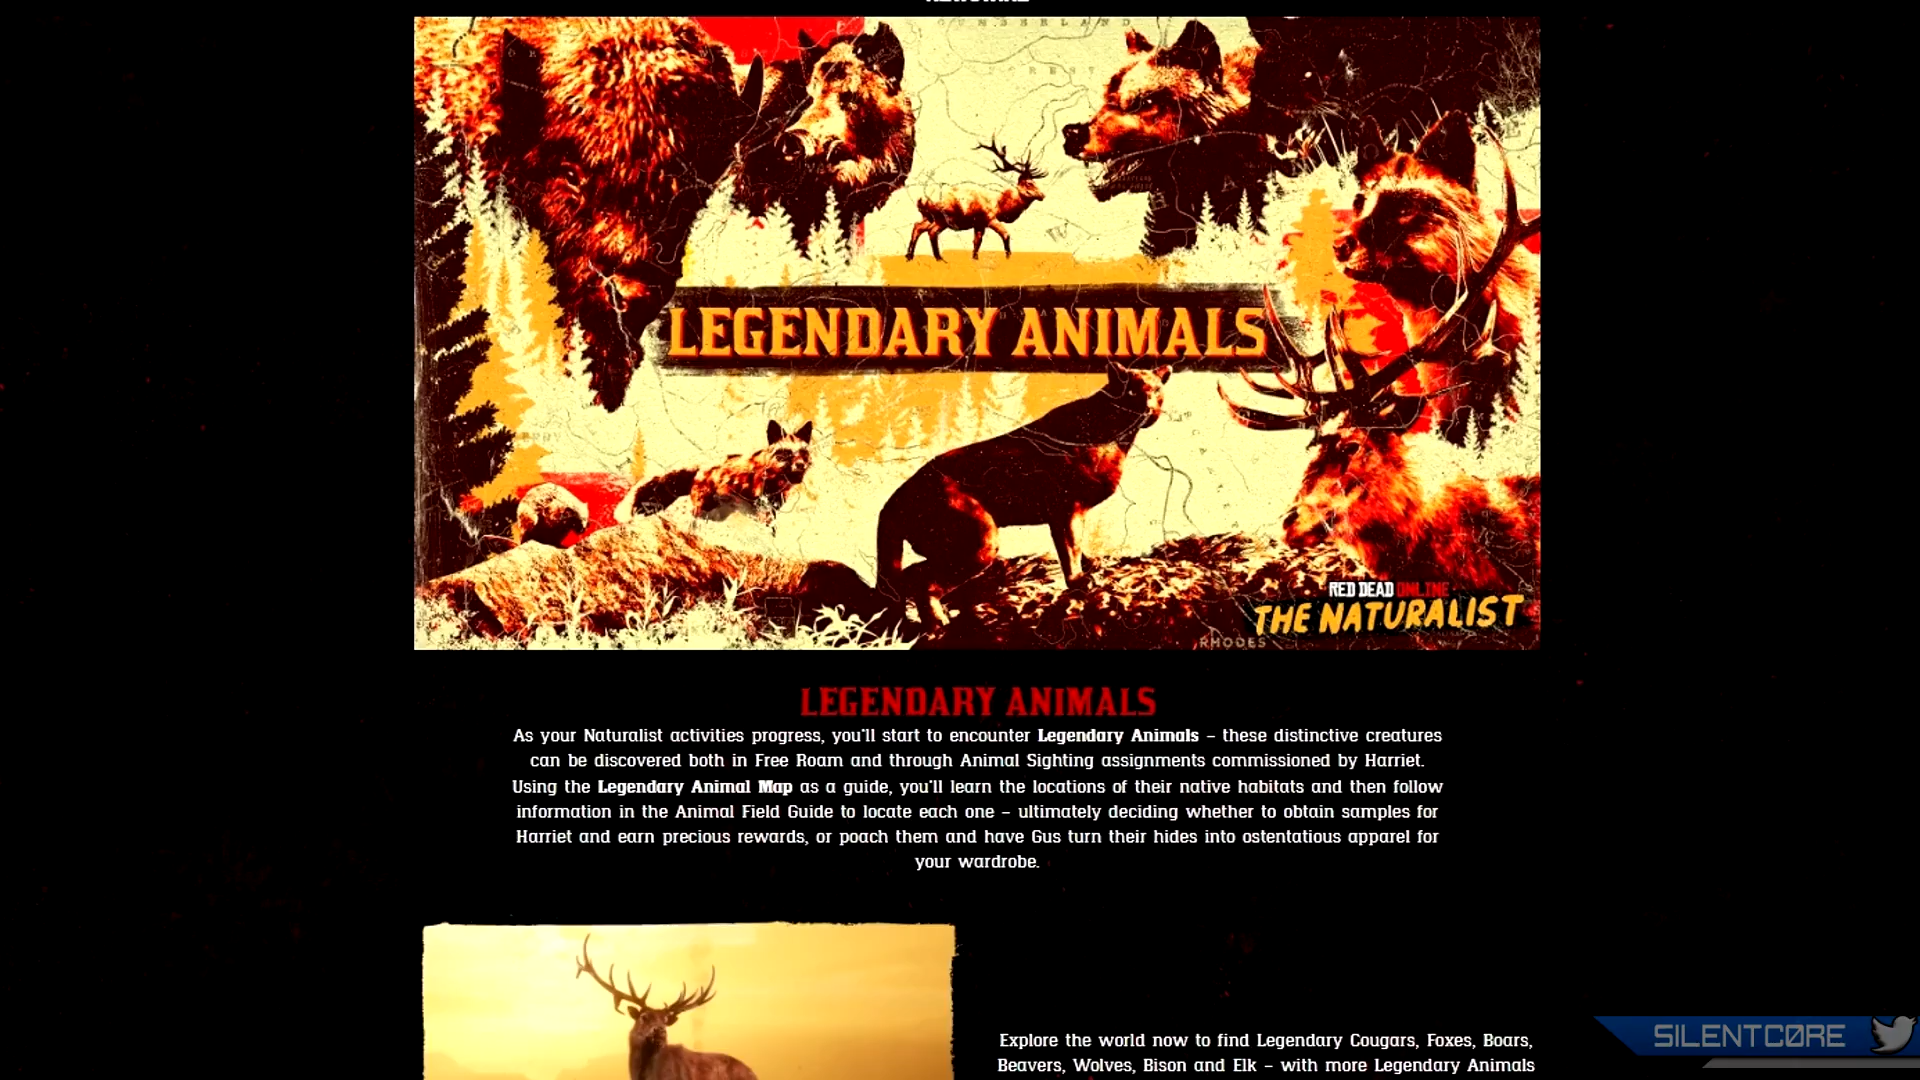 CUMBERLAND
FOREST
LEGENDARY ANIMALS
RED DEAD ONLINE
THE NATURALIST
RHODES
LEGENDARY ANIMALS
As your Naturalist activities progress, you'll start to encounter Legendary Animals – these distinctive creatures
can be discovered both in Free Roam and through Animal Sighting assignments commissioned by Harriet.
Using the Legendary Animal Map as a guide, you'll learn the locations of their native habitats and then follow
information in the Animal Field Guide to locate each one – ultimately deciding whether to obtain samples for
Harriet and earn precious rewards, or poach them and have Gus turn their hides into ostentatious apparel for
your wardrobe.
Explore the world now to find Legendary Cougars, Foxes, Boars,
Beavers, Wolves, Bison and Elk – with more Legendary Animals
SILENTCØRE